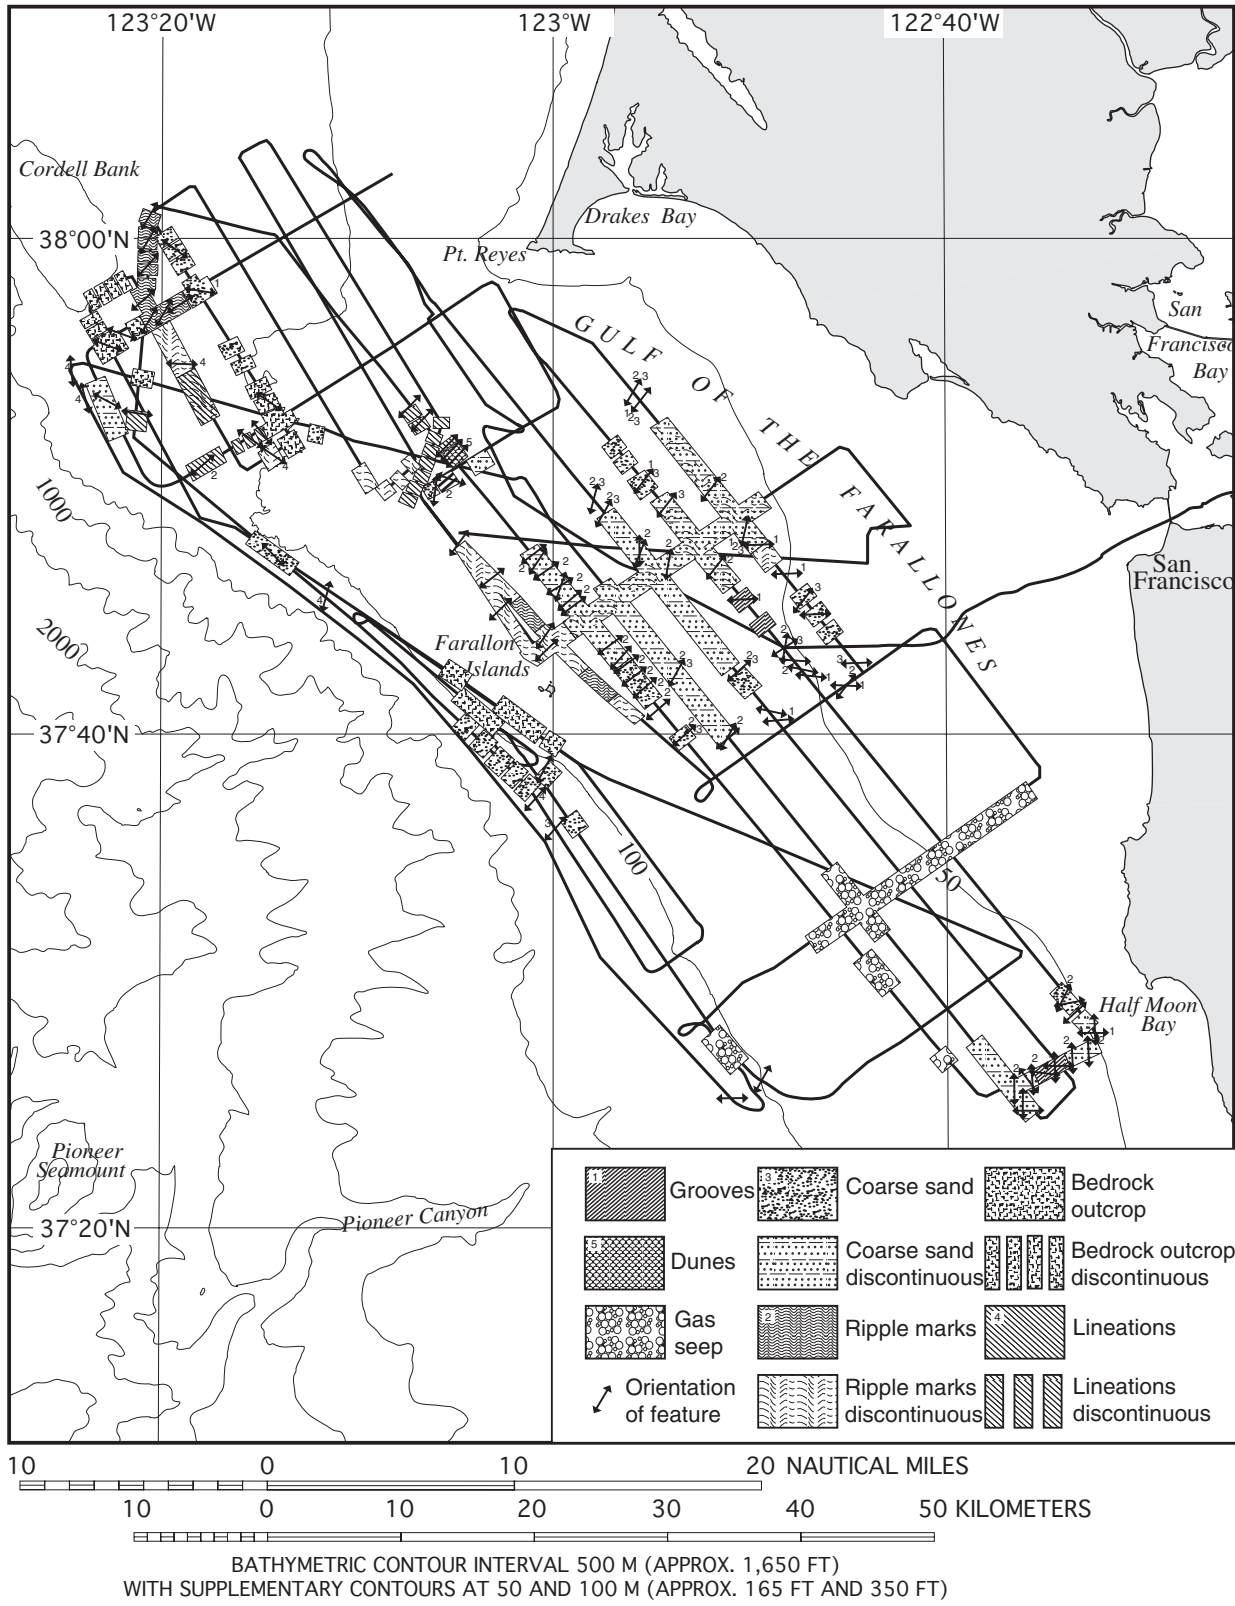 123°20'W
123°W
122°40'W
Cordell Bank
Drakes Bay
38°00'N
Pt. Reyes
San
Francisco
Bay
GULF OF THE FARALLONES
1000
2000
San
Francisco
Farallon
Islands
37°40'N
100
50
Half Moon
Bay
Pioneer
Seamount
37°20'N
Pioneer Canyon
1 Grooves
3 Coarse sand
Bedrock
outcrop
5 Dunes
Coarse sand
discontinuous
Bedrock outcrop
discontinuous
Gas
seep
2 Ripple marks
4 Lineations
Orientation
of feature
Ripple marks
discontinuous
Lineations
discontinuous
10 0 10 20 NAUTICAL MILES
10 0 10 20 30 40 50 KILOMETERS
BATHYMETRIC CONTOUR INTERVAL 500 M (APPROX. 1,650 FT)
WITH SUPPLEMENTARY CONTOURS AT 50 AND 100 M (APPROX. 165 FT AND 350 FT)